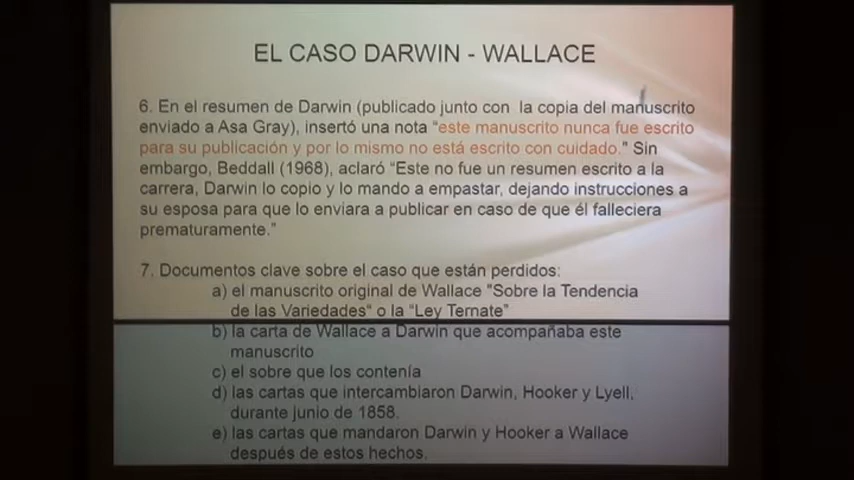 EL CASO DARWIN - WALLACE
6. En el resumen de Darwin (publicado junto con la copia del manuscrito
enviado a Asa Gray), insertó una nota “este manuscrito nunca fue escrito
para su publicación y por lo mismo no está escrito con cuidado.” Sin
embargo, Beddall (1968), aclaró “Este no fue un resumen escrito a la
carrera, Darwin lo copio y lo mando a empastar, dejando instrucciones a
su esposa para que lo enviara a publicar en caso de que él falleciera
prematuramente.”
7. Documentos clave sobre el caso que están perdidos:
a) el manuscrito original de Wallace "Sobre la Tendencia
de las Variedades“ o la “Ley Ternate”
b) la carta de Wallace a Darwin que acompañaba este
manuscrito
c) el sobre que los contenía
d) las cartas que intercambiaron Darwin, Hooker y Lyell,
durante junio de 1858.
e) las cartas que mandaron Darwin y Hooker a Wallace
después de estos hechos.